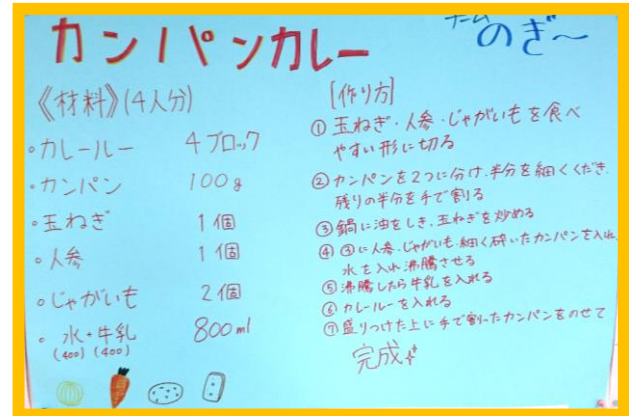 カンパンカレー
チーム
のぎ～
《材料》(4人分)
・カレールー 4ブロック
・カンパン 100g
・玉ねぎ 1個
・人参 1個
・じゃがいも 2個
・水+牛乳 800ml
(400) (400)
[作り方]
① 玉ねぎ・人参・じゃがいもを食べ
やすい形に切る
② カンパンを2つに分け、半分を細くくだき、
残りの半分を手で割る
③ 鍋に油をしき、玉ねぎを炒める
④ ③に人参、じゃがいも、細く砕いたカンパンを入れ、
水を入れ沸騰させる
⑤ 沸騰したら牛乳を入れる
⑥ カレールーを入れる
⑦ 盛りつけた上に手で割ったカンパンをのせて
完成